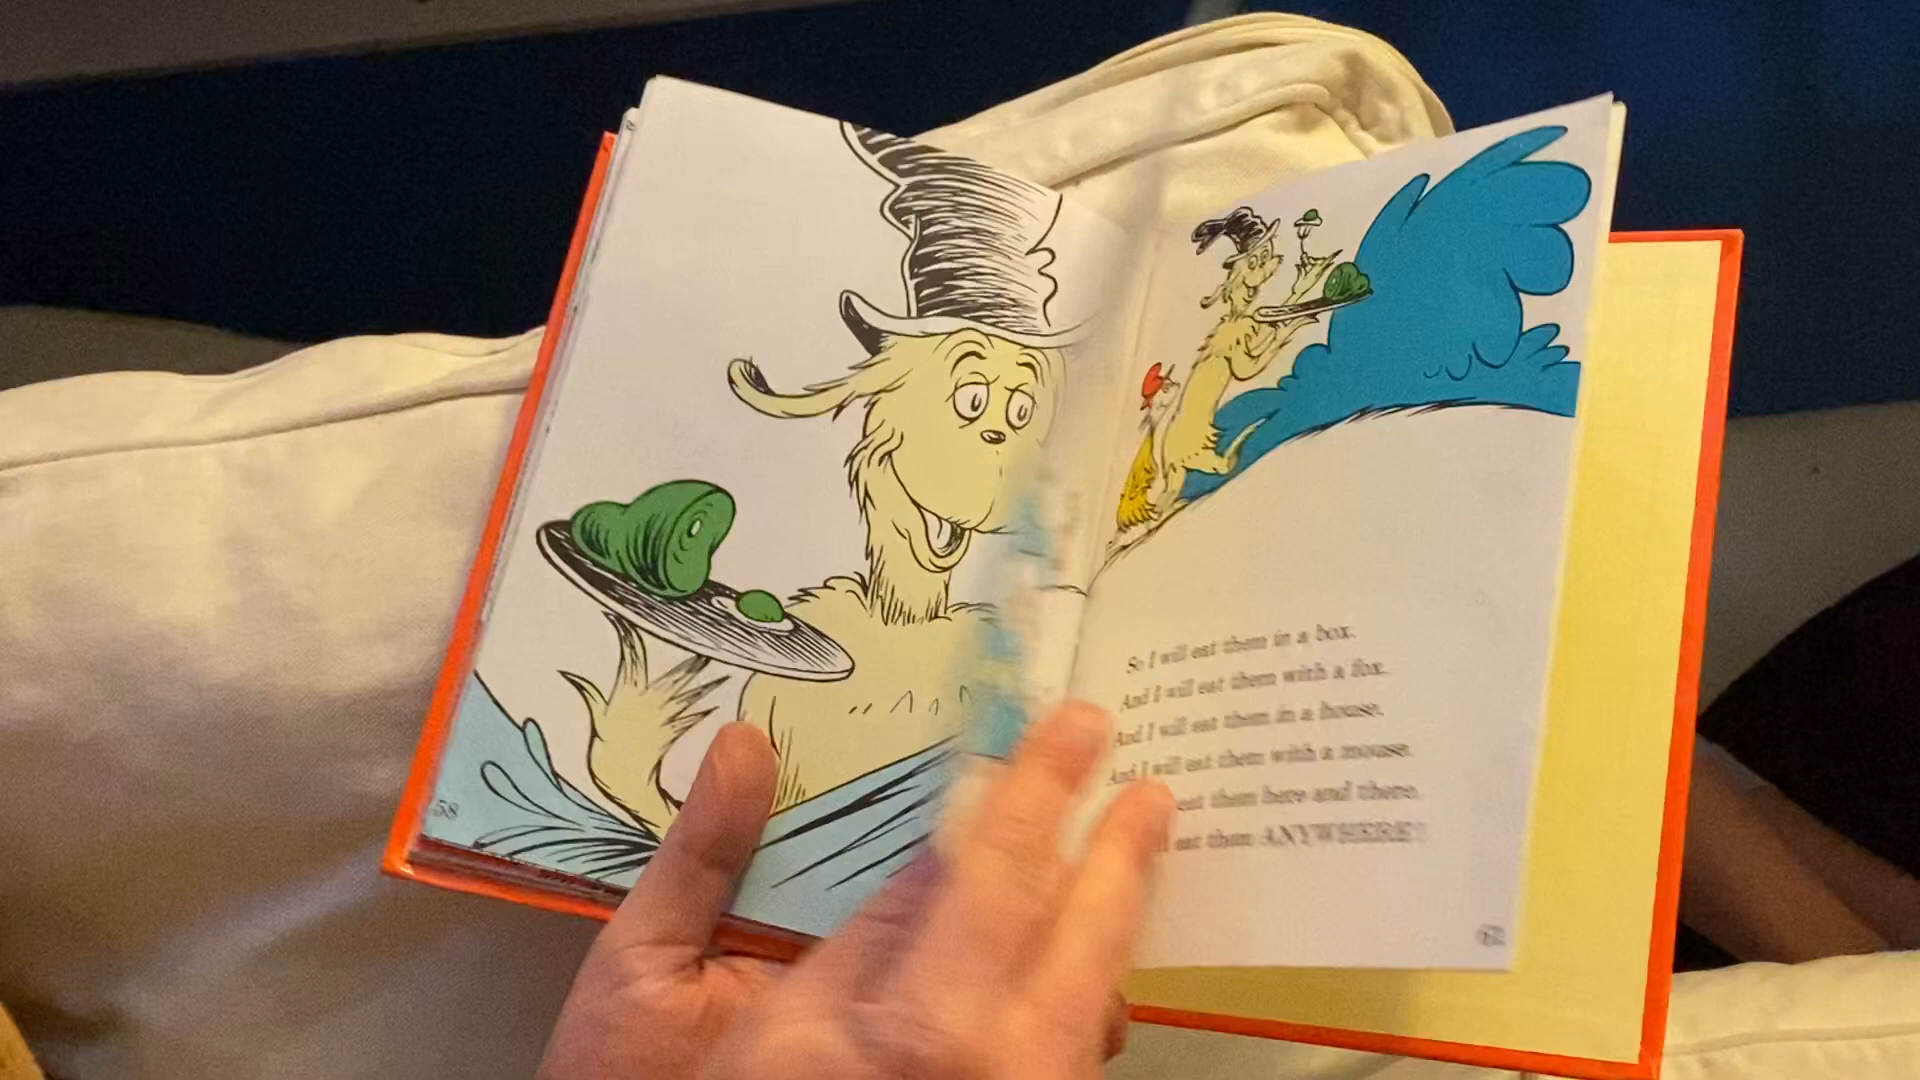 58
So I will eat them in a box.
And I will eat them with a fox.
And I will eat them in a house.
And I will eat them with a mouse.
eat them here and there.
eat them ANYWHERE!